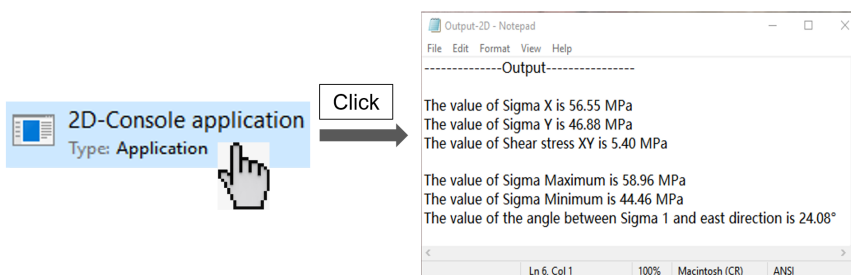 2D-Console application
Type: Application
Click
Output-2D - Notepad
File Edit Format View Help
--------------Output---------------
The value of Sigma X is 56.55 MPa
The value of Sigma Y is 46.88 MPa
The value of Shear stress XY is 5.40 MPa
The value of Sigma Maximum is 58.96 MPa
The value of Sigma Minimum is 44.46 MPa
The value of the angle between Sigma 1 and east direction is 24.08°
Ln 6, Col 1 100% Macintosh (CR) ANSI